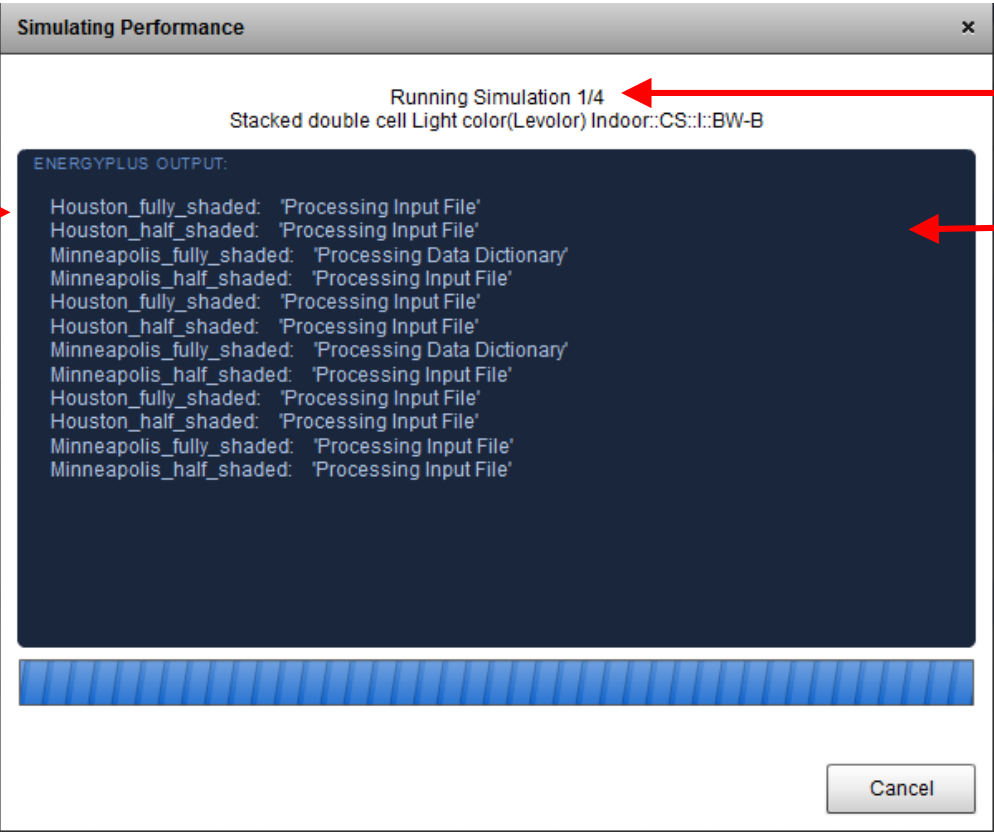 Simulating Performance
Running Simulation 1/4
Stacked double cell Light color(Levolor) Indoor::CS::I::BW-B
ENERGYPLUS OUTPUT:
Houston_fully_shaded: 'Processing Input File'
Houston_half_shaded: 'Processing Input File'
Minneapolis_fully_shaded: 'Processing Data Dictionary'
Minneapolis_half_shaded: 'Processing Input File'
Houston_fully_shaded: 'Processing Input File'
Houston_half_shaded: 'Processing Input File'
Minneapolis_fully_shaded: 'Processing Data Dictionary'
Minneapolis_half_shaded: 'Processing Input File'
Houston_fully_shaded: 'Processing Input File'
Houston_half_shaded: 'Processing Input File'
Minneapolis_fully_shaded: 'Processing Input File'
Minneapolis_half_shaded: 'Processing Input File'
Cancel